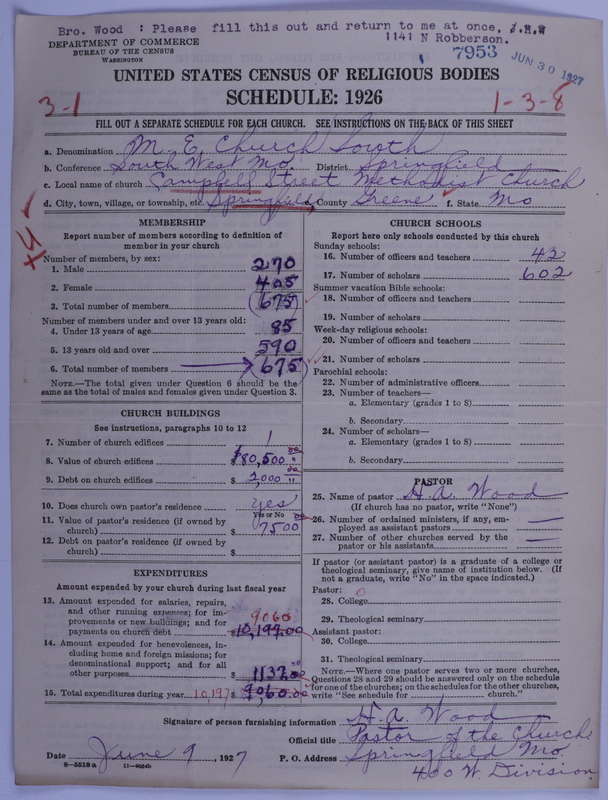 Bro. Wood : Please fill this out and return to me at once, J.M.W
1141 N Robberson.
DEPARTMENT OF COMMERCE
BUREAU OF THE CENSUS
WASHINGTON
7953
JUN 30 1927
UNITED STATES CENSUS OF RELIGIOUS BODIES
SCHEDULE: 1926
3-1
1-3-8
FILL OUT A SEPARATE SCHEDULE FOR EACH CHURCH. SEE INSTRUCTIONS ON THE BACK OF THIS SHEET
a. Denomination M. E. Church South
b. Conference South West Mo. District Springfield
c. Local name of church Campbell Street Methodist Church
d. City, town, village, or township, etc. Springfield County Greene f. State Mo
MEMBERSHIP
Report number of members according to definition of
member in your church
Number of members, by sex:
1. Male 270
2. Female 405
3. Total number of members 675
Number of members under and over 13 years old:
4. Under 13 years of age 85
5. 13 years old and over 590
6. Total number of members 675
NOTE.—The total given under Question 6 should be the
same as the total of males and females given under Question 3.
CHURCH BUILDINGS
See instructions, paragraphs 10 to 12
7. Number of church edifices 1
8. Value of church edifices $80,500 00
9. Debt on church edifices $ 2,000 00
10. Does church own pastor's residence yes
Yes or No
11. Value of pastor's residence (if owned by
church) $ 7500
12. Debt on pastor's residence (if owned by
church) $
EXPENDITURES
Amount expended by your church during last fiscal year
13. Amount expended for salaries, repairs,
and other running expenses; for im-
provements or new buildings; and for 9060
payments on church debt $10,197.00
14. Amount expended for benevolences, in-
cluding home and foreign missions; for
denominational support; and for all
other purposes $ 1137.00
15. Total expenditures during year 10,197 $ 9,060.00
CHURCH SCHOOLS
Report here only schools conducted by this church
Sunday schools:
16. Number of officers and teachers 42
17. Number of scholars 602
Summer vacation Bible schools:
18. Number of officers and teachers
19. Number of scholars
Week-day religious schools:
20. Number of officers and teachers
21. Number of scholars
Parochial schools:
22. Number of administrative officers
23. Number of teachers—
a. Elementary (grades 1 to 8)
b. Secondary
24. Number of scholars—
a. Elementary (grades 1 to 8)
b. Secondary
PASTOR
25. Name of pastor H. A. Wood
(If church has no pastor, write "None")
26. Number of ordained ministers, if any, em-
ployed as assistant pastors —
27. Number of other churches served by the
pastor or his assistants —
If pastor (or assistant pastor) is a graduate of a college or
theological seminary, give name of institution below. (If
not a graduate, write "No" in the space indicated.)
Pastor: 0
28. College
29. Theological seminary
Assistant pastor:
30. College
31. Theological seminary
NOTE.—Where one pastor serves two or more churches,
Questions 28 and 29 should be answered only on the schedule
for one of the churches; on the schedules for the other churches,
write "See schedule for church."
Signature of person furnishing information H. A. Wood
Official title Pastor of the Church
Date June 9, 1927 P. O. Address Springfield Mo
8-5518 a 11-9034b
400 W. Division